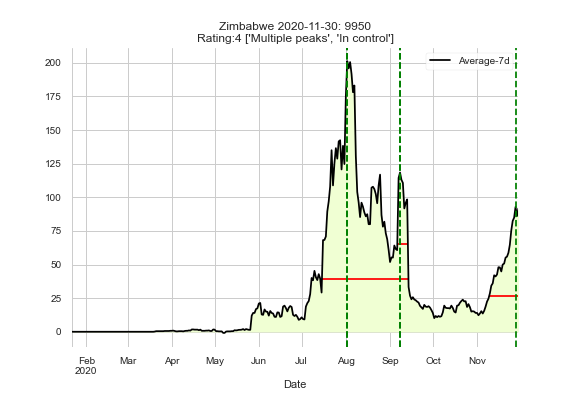 Zimbabwe 2020-11-30: 9950
Rating:4 ['Multiple peaks', 'In control']
Average-7d
200
175
150
125
100
75
50
25
0
Feb Mar Apr May Jun Jul Aug Sep Oct Nov
2020
Date